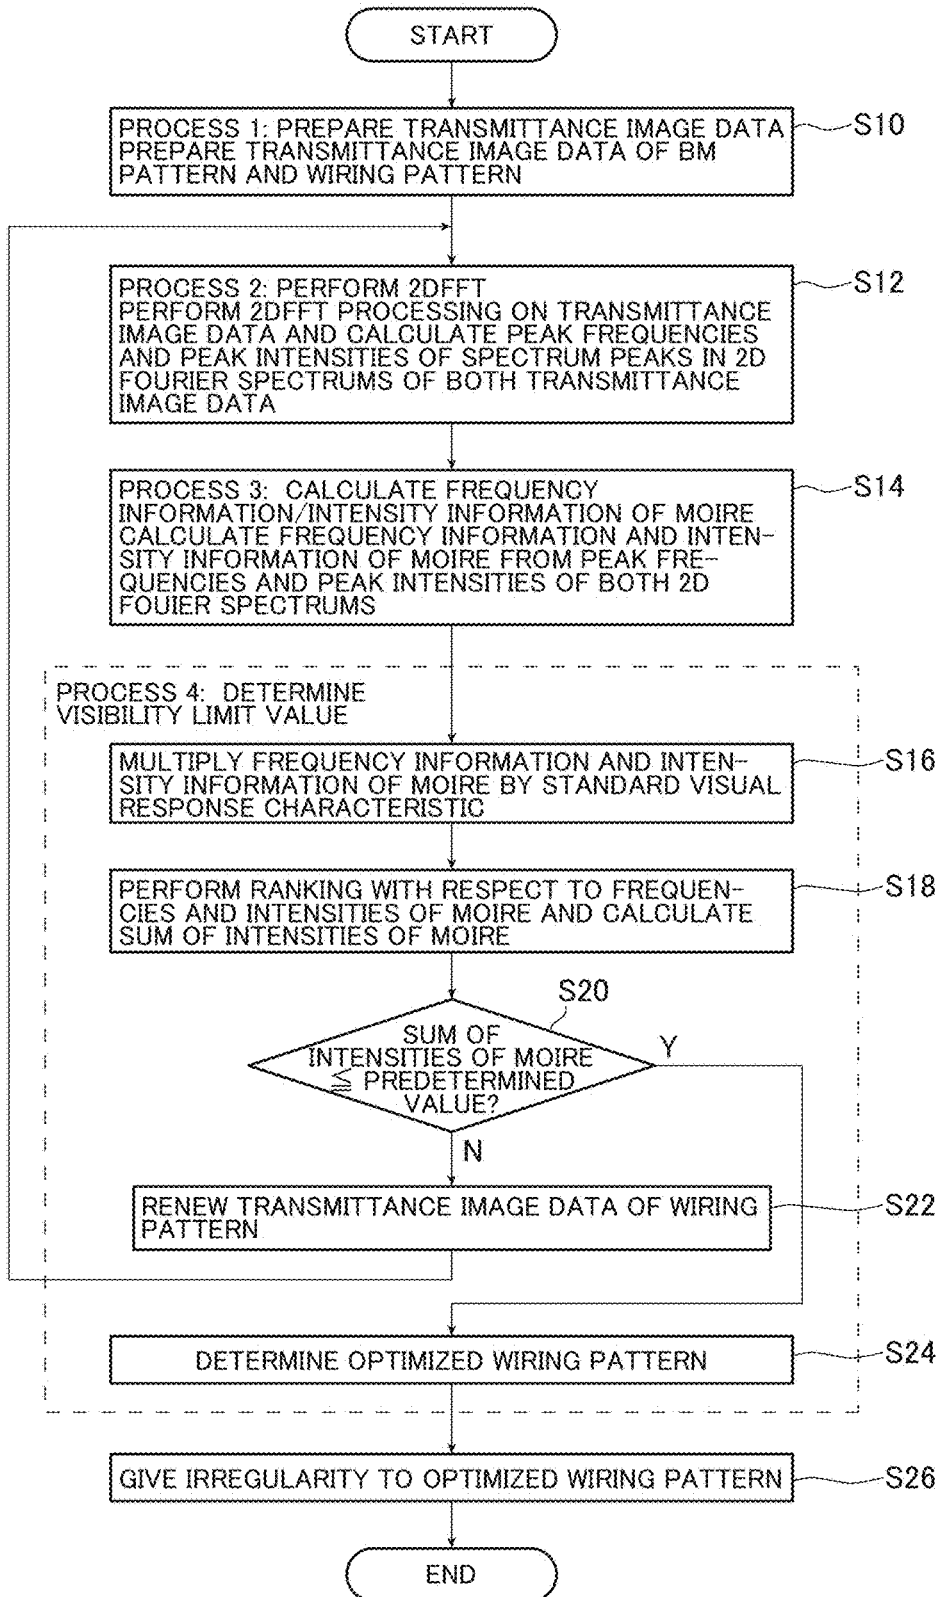 START
PROCESS 1: PREPARE TRANSMITTANCE IMAGE DATA
PREPARE TRANSMITTANCE IMAGE DATA OF BM
PATTERN AND WIRING PATTERN
S10
PROCESS 2: PERFORM 2DFFT
PERFORM 2DFFT PROCESSING ON TRANSMITTANCE
IMAGE DATA AND CALCULATE PEAK FREQUENCIES
AND PEAK INTENSITIES OF SPECTRUM PEAKS IN 2D
FOURIER SPECTRUMS OF BOTH TRANSMITTANCE
IMAGE DATA
S12
PROCESS 3: CALCULATE FREQUENCY
INFORMATION/INTENSITY INFORMATION OF MOIRE
CALCULATE FREQUENCY INFORMATION AND INTEN-
SITY INFORMATION OF MOIRE FROM PEAK FRE-
QUENCIES AND PEAK INTENSITIES OF BOTH 2D
FOUIER SPECTRUMS
S14
PROCESS 4: DETERMINE
VISIBILITY LIMIT VALUE
MULTIPLY FREQUENCY INFORMATION AND INTEN-
SITY INFORMATION OF MOIRE BY STANDARD VISUAL
RESPONSE CHARACTERISTIC
S16
PERFORM RANKING WITH RESPECT TO FREQUEN-
CIES AND INTENSITIES OF MOIRE AND CALCULATE
SUM OF INTENSITIES OF MOIRE
S18
S20
SUM OF
INTENSITIES OF MOIRE
≦ PREDETERMINED
VALUE?
Y
N
RENEW TRANSMITTANCE IMAGE DATA OF WIRING
PATTERN
S22
DETERMINE OPTIMIZED WIRING PATTERN
S24
GIVE IRREGULARITY TO OPTIMIZED WIRING PATTERN
S26
END